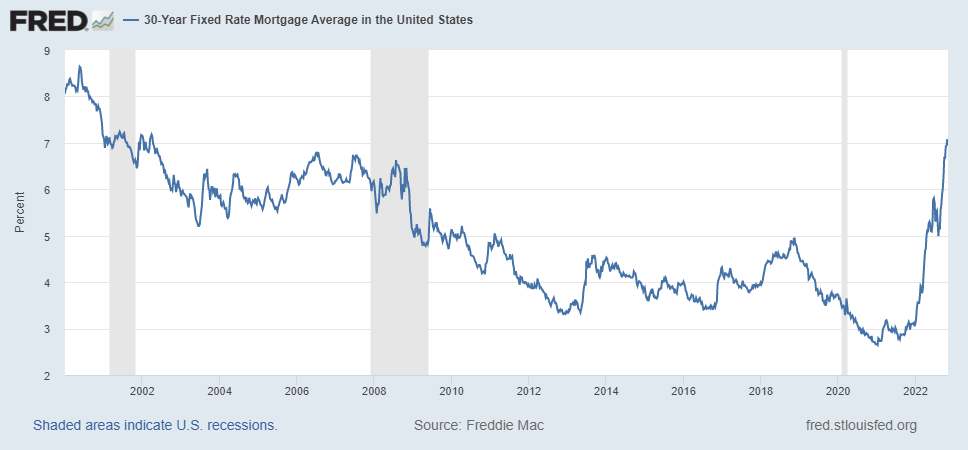 FRED 30-Year Fixed Rate Mortgage Average in the United States
9
8
7
6
5
4
3
2
Percent
2002 2004 2006 2008 2010 2012 2014 2016 2018 2020 2022
Shaded areas indicate U.S. recessions. Source: Freddie Mac fred.stlouisfed.org